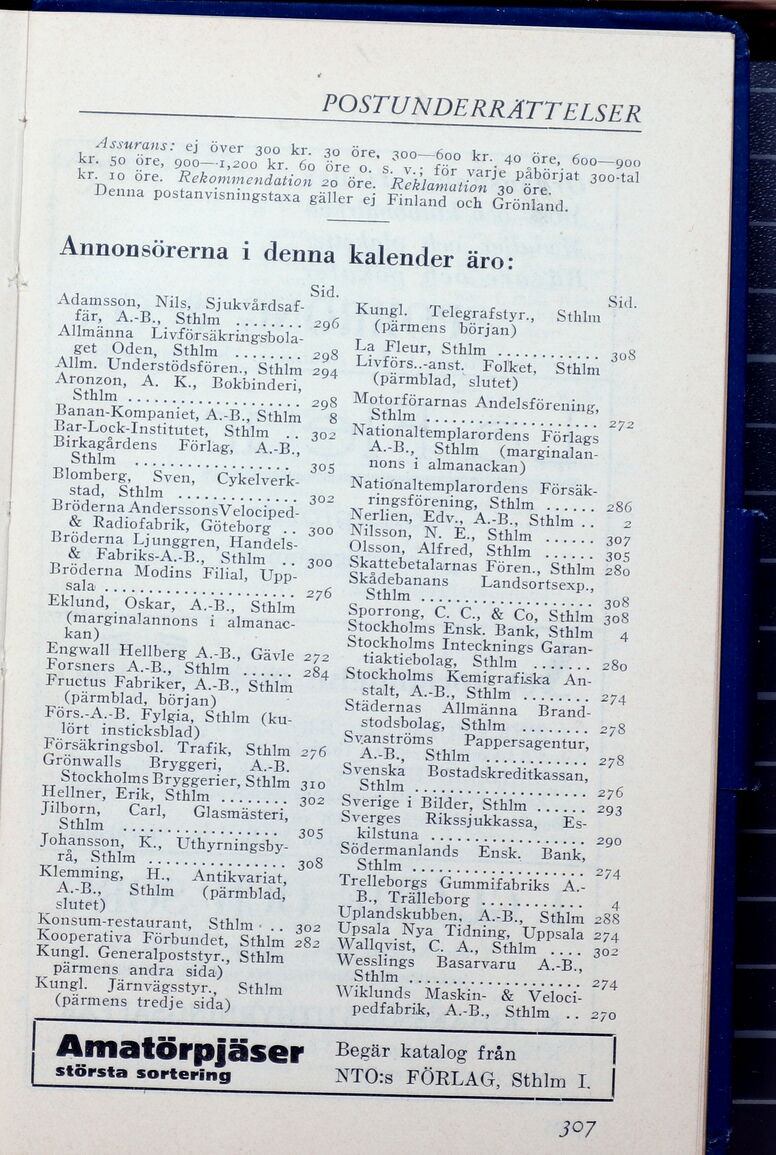 POSTUNDERRÄTTELSER
Assurans: ej över 300 kr. 30 öre, 300—600 kr. 40 öre, 600—900
kr. 50 öre, 900—1,200 kr. 60 öre o. s. v.; för varje påbörjat 300-tal
kr. 10 öre. Rekommendation 20 öre. Reklamation 30 öre.
Denna postanvisningstaxa gäller ej Finland och Grönland.
Annonsörerna i denna kalender äro:
Sid.
Adamsson, Nils, Sjukvårdsaf-
fär, A.-B., Sthlm ........ 296
Allmänna Livförsäkringsbola-
get Oden, Sthlm ........ 298
Allm. Understödsfören., Sthlm 294
Aronzon, A. K., Bokbinderi,
Sthlm .................... 298
Banan-Kompaniet, A.-B., Sthlm 8
Bar-Lock-Institutet, Sthlm .. 302
Birkagårdens Förlag, A.-B.,
Sthlm .................... 305
Blomberg, Sven, Cykelverk-
stad, Sthlm .............. 302
Bröderna AnderssonsVelociped-
& Radiofabrik, Göteborg .. 300
Bröderna Ljunggren, Handels-
& Fabriks-A.-B., Sthlm .. 300
Bröderna Modins Filial, Upp-
sala ...................... 276
Eklund, Oskar, A.-B., Sthlm
(marginalannons i almanac-
kan)
Engwall Hellberg A.-B., Gävle 272
Forsners A.-B., Sthlm ...... 284
Fructus Fabriker, A.-B., Sthlm
(pärmblad, början)
Förs.-A.-B. Fylgia, Sthlm (ku-
lört insticksblad)
Försäkringsbol. Trafik, Sthlm 276
Grönwalls Bryggeri, A.-B.
Stockholms Bryggerier, Sthlm 310
Hellner, Erik, Sthlm ........ 302
Jilborn, Carl, Glasmästeri,
Sthlm .................... 305
Johansson, K., Uthyrningsby-
rå, Sthlm ................ 308
Klemming, H., Antikvariat,
A.-B., Sthlm (pärmblad,
slutet)
Konsum-restaurant, Sthlm .. 302
Kooperativa Förbundet, Sthlm 282
Kungl. Generalpoststyr., Sthlm
pärmens andra sida)
Kungl. Järnvägsstyr., Sthlm
(pärmens tredje sida)
Sid.
Kungl. Telegrafstyr., Sthlm
(pärmens början)
La Fleur, Sthlm ............ 308
Livförs.-anst. Folket, Sthlm
(pärmblad, slutet)
Motorförarnas Andelsförening,
Sthlm .................... 272
Nationaltemplarordens Förlags
A.-B., Sthlm (marginalan-
nons i almanackan)
Nationaltemplarordens Försäk-
ringsförening, Sthlm ...... 286
Nerlien, Edv., A.-B., Sthlm .. 2
Nilsson, N. E., Sthlm ...... 307
Olsson, Alfred, Sthlm ...... 305
Skattebetalarnas Fören., Sthlm 280
Skådebanans Landsortsexp.,
Sthlm .................... 308
Sporrong, C. C., & Co, Sthlm 308
Stockholms Ensk. Bank, Sthlm 4
Stockholms Intecknings Garan-
tiaktiebolag, Sthlm ....... 280
Stockholms Kemigrafiska An-
stalt, A.-B., Sthlm ........ 274
Städernas Allmänna Brand-
stodsbolag, Sthlm ........ 278
Svanströms Pappersagentur,
A.-B., Sthlm .............. 278
Svenska Bostadskreditkassan,
Sthlm .................... 276
Sverige i Bilder, Sthlm ...... 293
Sverges Rikssjukkassa, Es-
kilstuna .................. 290
Södermanlands Ensk. Bank,
Sthlm .................... 274
Trelleborgs Gummifabriks A.-
B., Trälleborg ............ 4
Uplandskubben, A.-B., Sthlm 288
Upsala Nya Tidning, Uppsala 274
Wallqvist, C. A., Sthlm .... 302
Wesslings Basarvaru A.-B.,
Sthlm .................... 274
Wiklunds Maskin- & Veloci-
pedfabrik, A.-B., Sthlm .. 270
Amatörpjäser
största sortering
Begär katalog från
NTO:s FÖRLAG, Sthlm I.
307